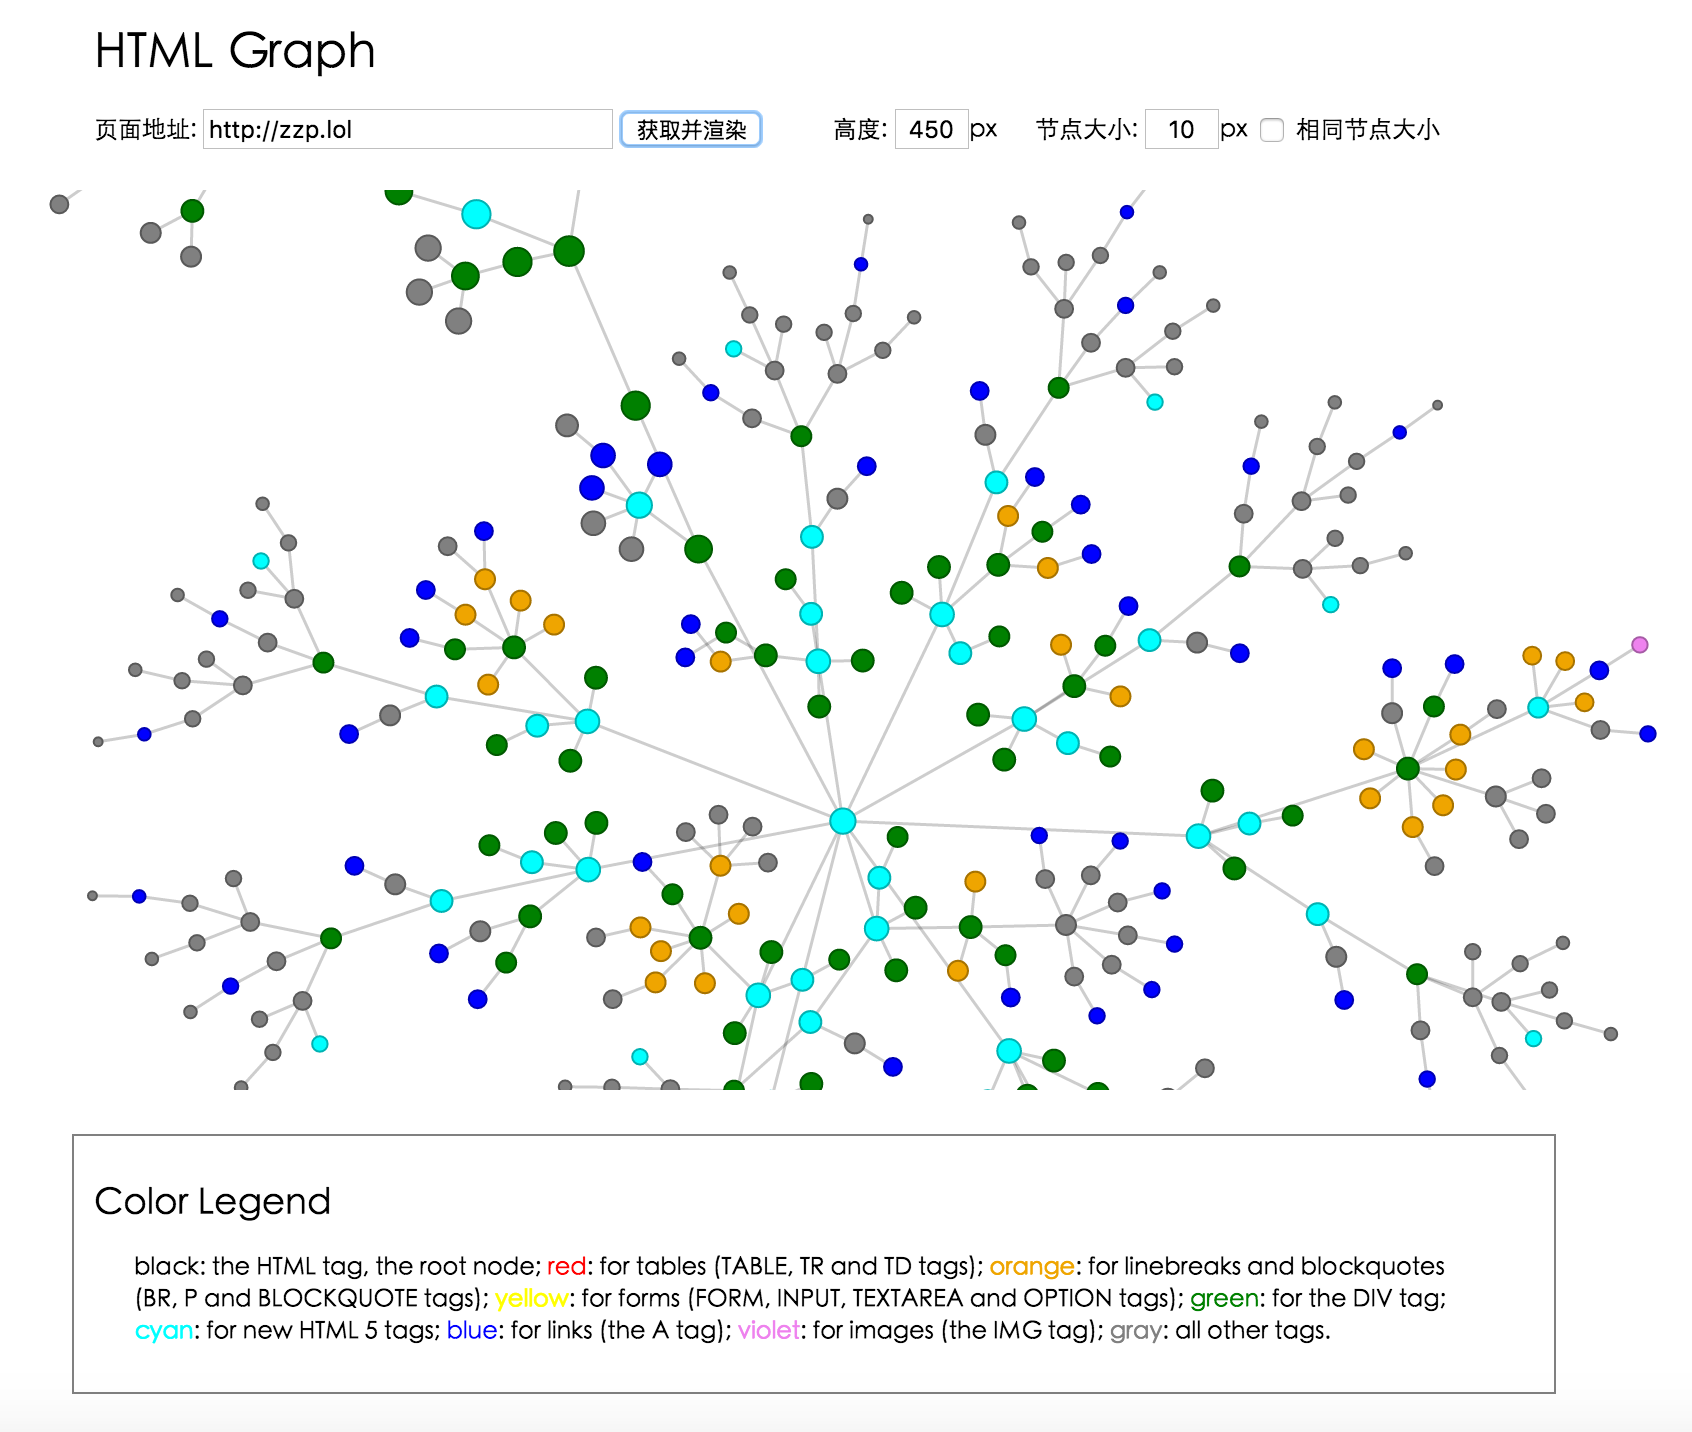 HTML Graph
页面地址: http://zzp.lol 获取并渲染 高度: 450 px 节点大小: 10 px 相同节点大小
Color Legend
black: the HTML tag, the root node; red: for tables (TABLE, TR and TD tags); orange: for linebreaks and blockquotes
(BR, P and BLOCKQUOTE tags); yellow: for forms (FORM, INPUT, TEXTAREA and OPTION tags); green: for the DIV tag;
cyan: for new HTML 5 tags; blue: for links (the A tag); violet: for images (the IMG tag); gray: all other tags.